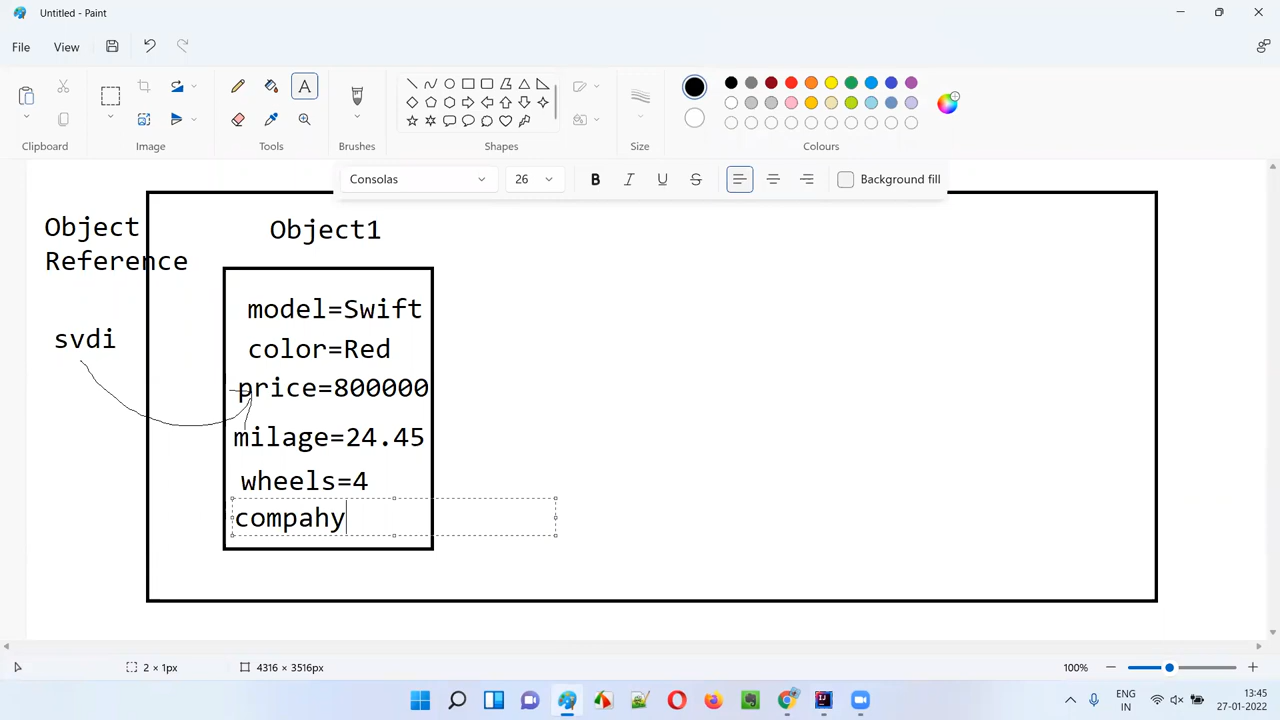 Untitled - Paint
File
View
Clipboard
Image
Tools
Brushes
Shapes
Size
Colours
Consolas
26
B
I
U
S
Background fill
Object
Reference
Object1
svdi
model=Swift
color=Red
price=800000
milage=24.45
wheels=4
compahy
2 × 1px
4316 × 3516px
100%
ENG
IN
13:45
27-01-2022